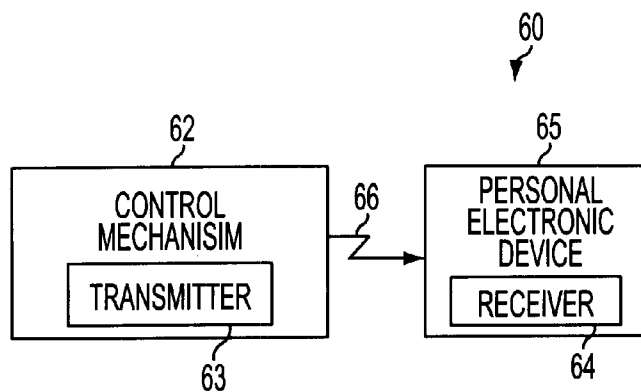 60
62
65
CONTROL
MECHANISIM
66
PERSONAL
ELECTRONIC
DEVICE
TRANSMITTER
RECEIVER
63
64